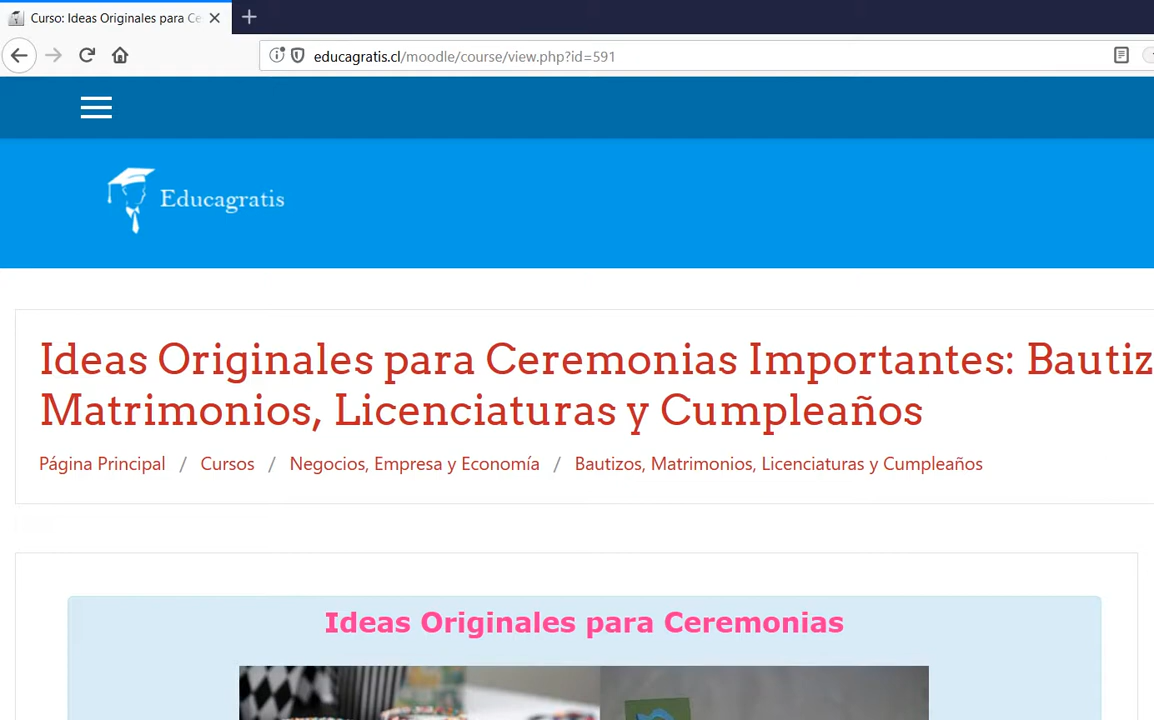 Curso: Ideas Originales para Ce
educagratis.cl/moodle/course/view.php?id=591
Educagratis
Ideas Originales para Ceremonias Importantes: Bautiz
Matrimonios, Licenciaturas y Cumpleaños
Página Principal / Cursos / Negocios, Empresa y Economía / Bautizos, Matrimonios, Licenciaturas y Cumpleaños
Ideas Originales para Ceremonias